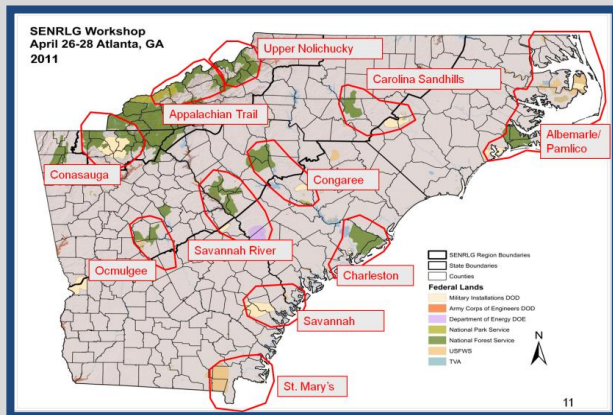 SENRLG Workshop
April 26-28 Atlanta, GA
2011
Upper Nolichucky
Carolina Sandhills
Appalachian Trail
Albemarle/
Pamlico
Conasauga
Congaree
Savannah River
Ocmulgee
Charleston
Savannah
St. Mary's
SENRLG Region Boundaries
State Boundaries
Counties
Federal Lands
Military Installations DOD
Army Corps of Engineers DOD
Department of Energy DOE
National Park Service
National Forest Service
USFWS
TVA
N
11